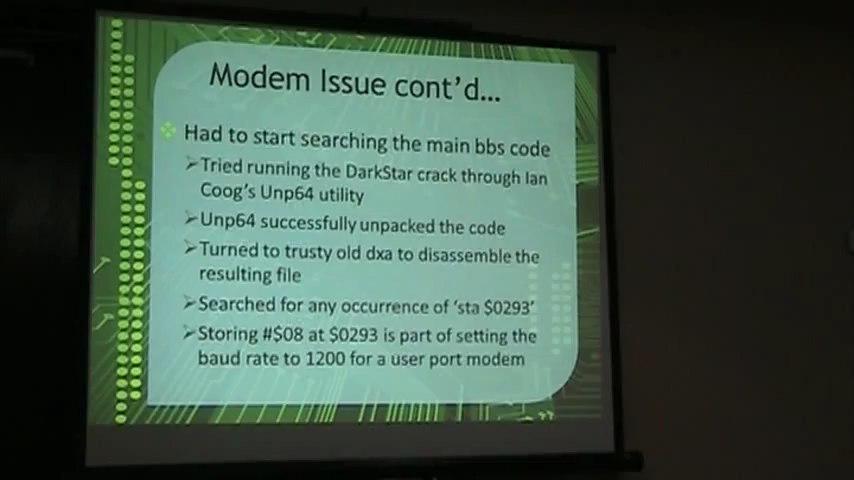 Modem Issue cont'd...
Had to start searching the main bbs code
Tried running the DarkStar crack through Ian
Coog's Unp64 utility
Unp64 successfully unpacked the code
Turned to trusty old dxa to disassemble the
resulting file
Searched for any occurrence of 'sta $0293'
Storing #$08 at $0293 is part of setting the
baud rate to 1200 for a user port modem